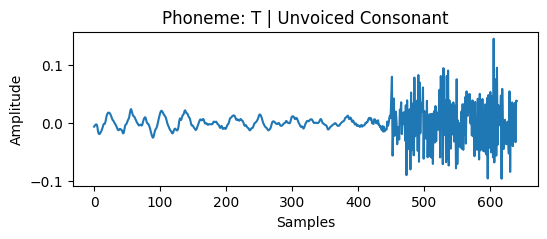 Phoneme: T | Unvoiced Consonant
Amplitude
0.1
0.0
−0.1
0 100 200 300 400 500 600
Samples